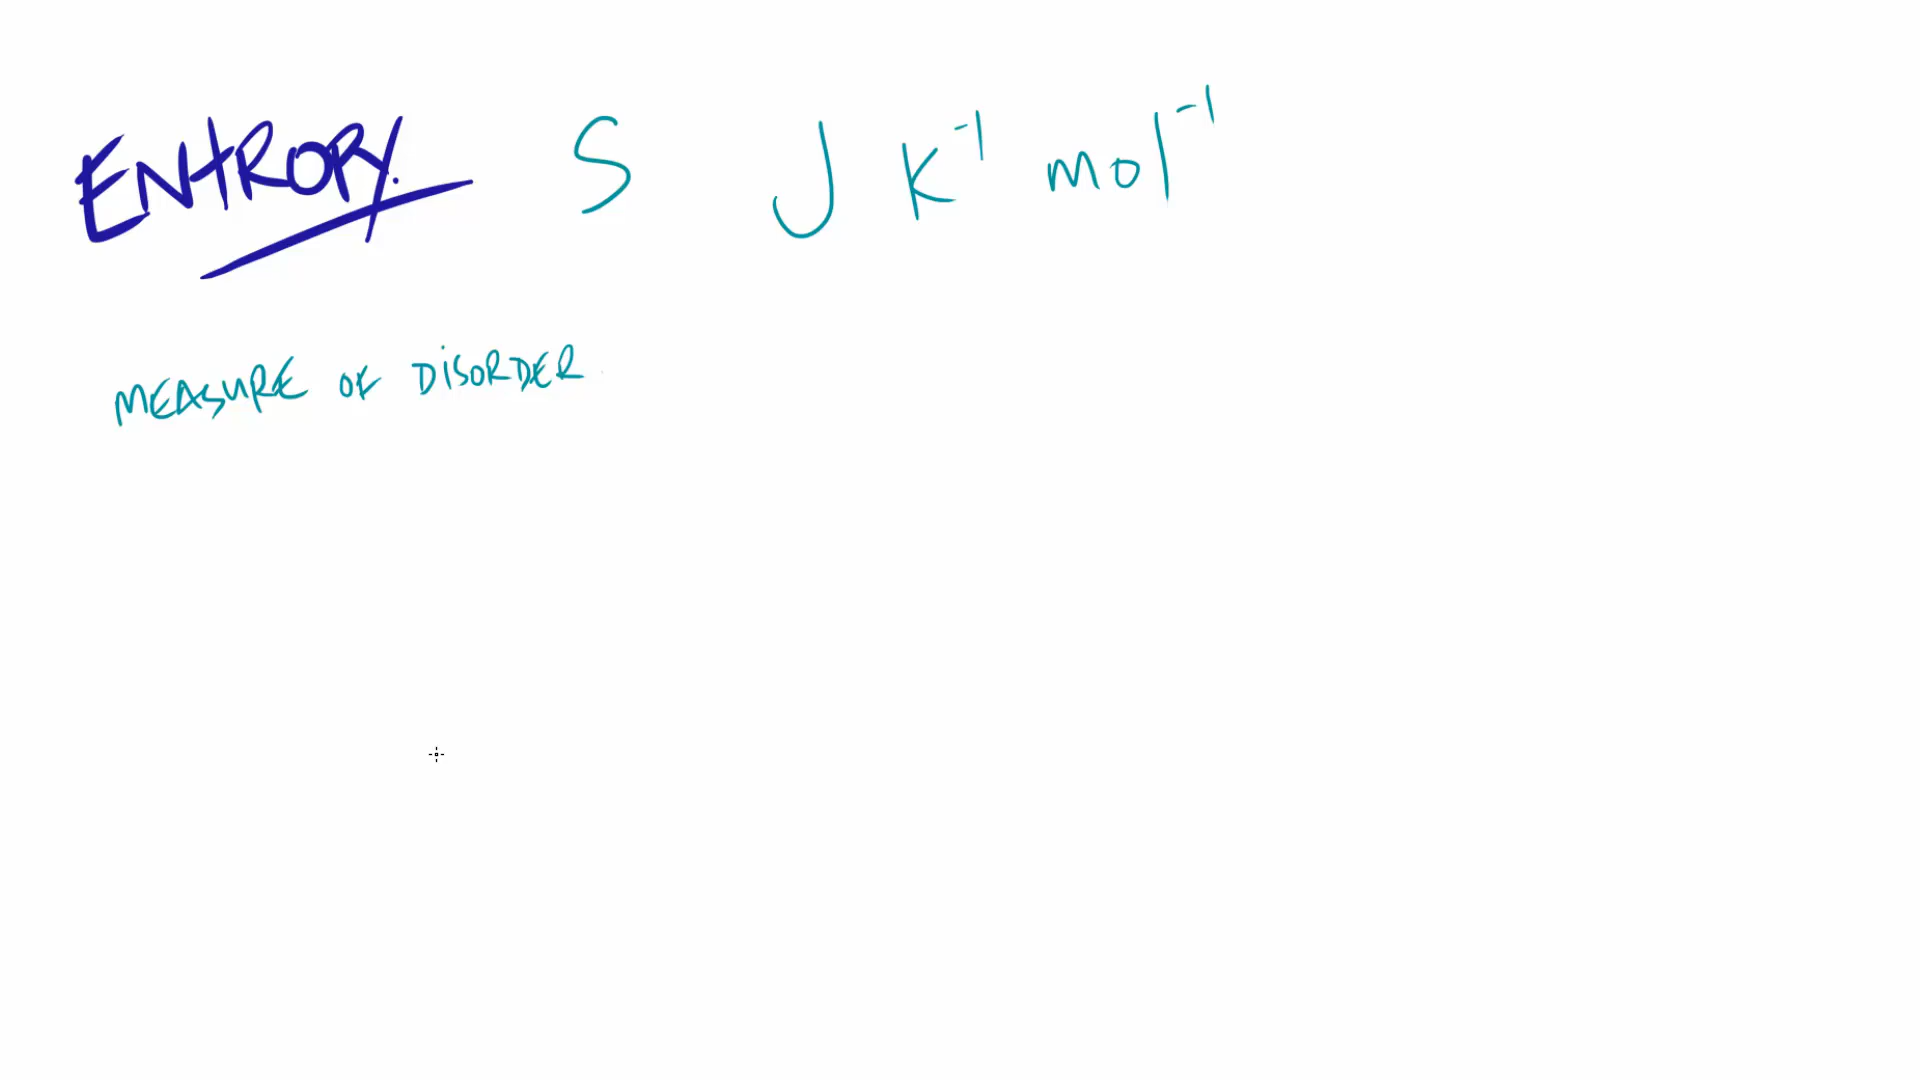 ENTROPY. S J K⁻¹ mol⁻¹
MEASURE OF DISORDER